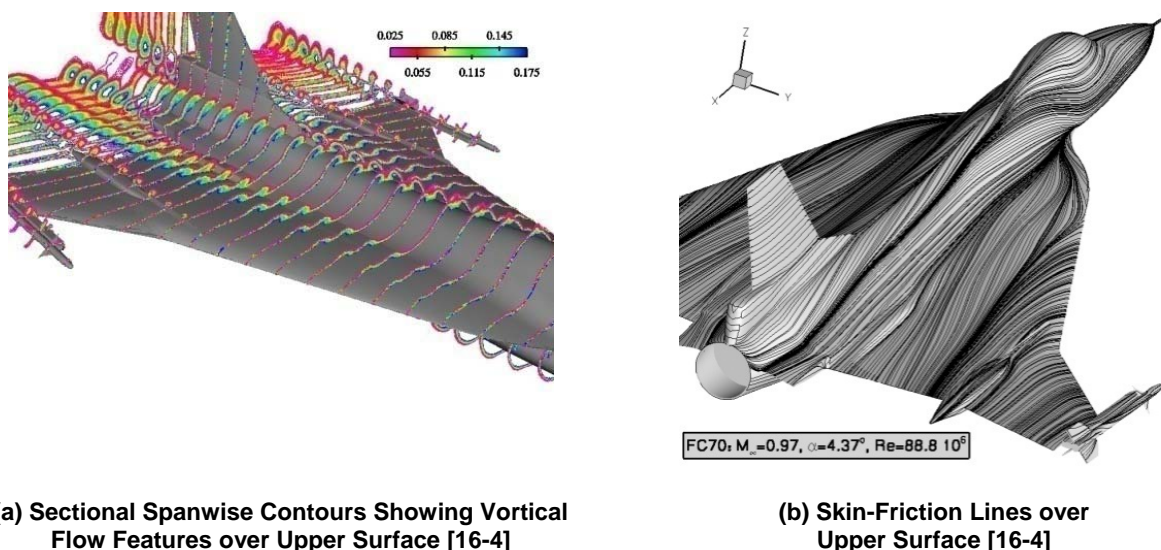 0.025 0.085 0.145
0.055 0.115 0.175
Z
X Y
FC70: M∞=0.97, α=4.37°, Re=88.8 10⁶
(a) Sectional Spanwise Contours Showing Vortical
Flow Features over Upper Surface [16-4]
(b) Skin-Friction Lines over
Upper Surface [16-4]